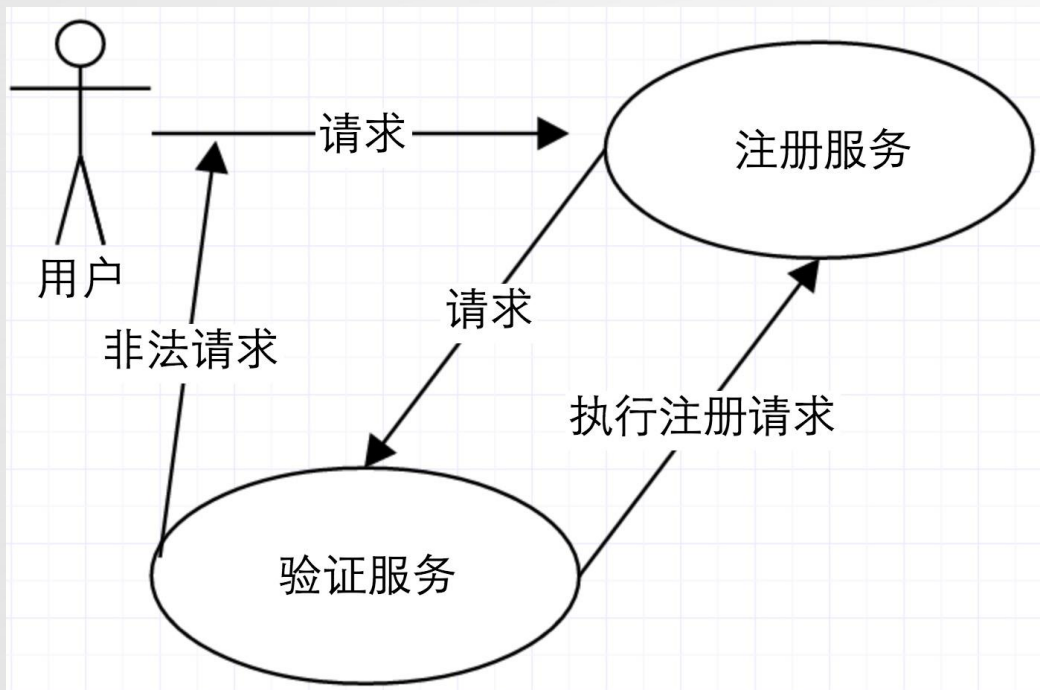 请求
注册服务
用户
请求
非法请求
执行注册请求
验证服务